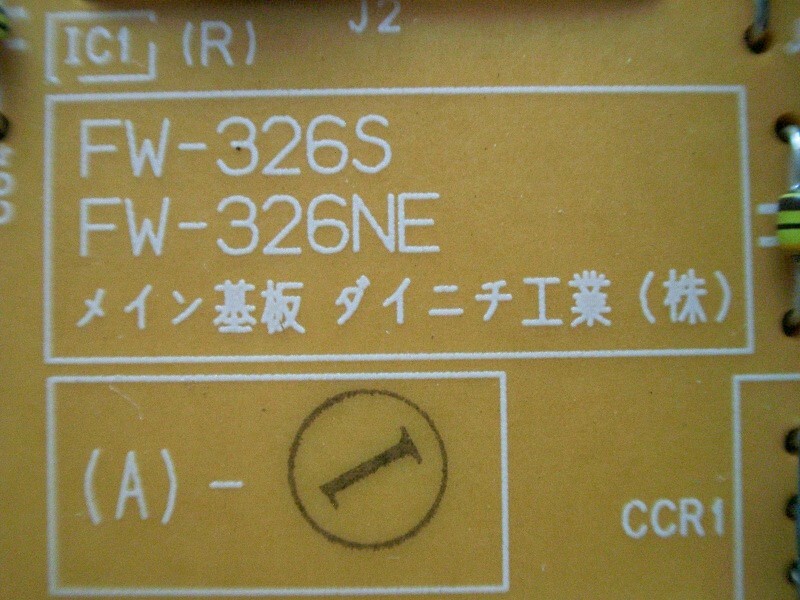 J2
IC1 (R)
FW-326S
FW-326NE
メイン基板 ダイニチ工業(株)
(A)- I
CCR1